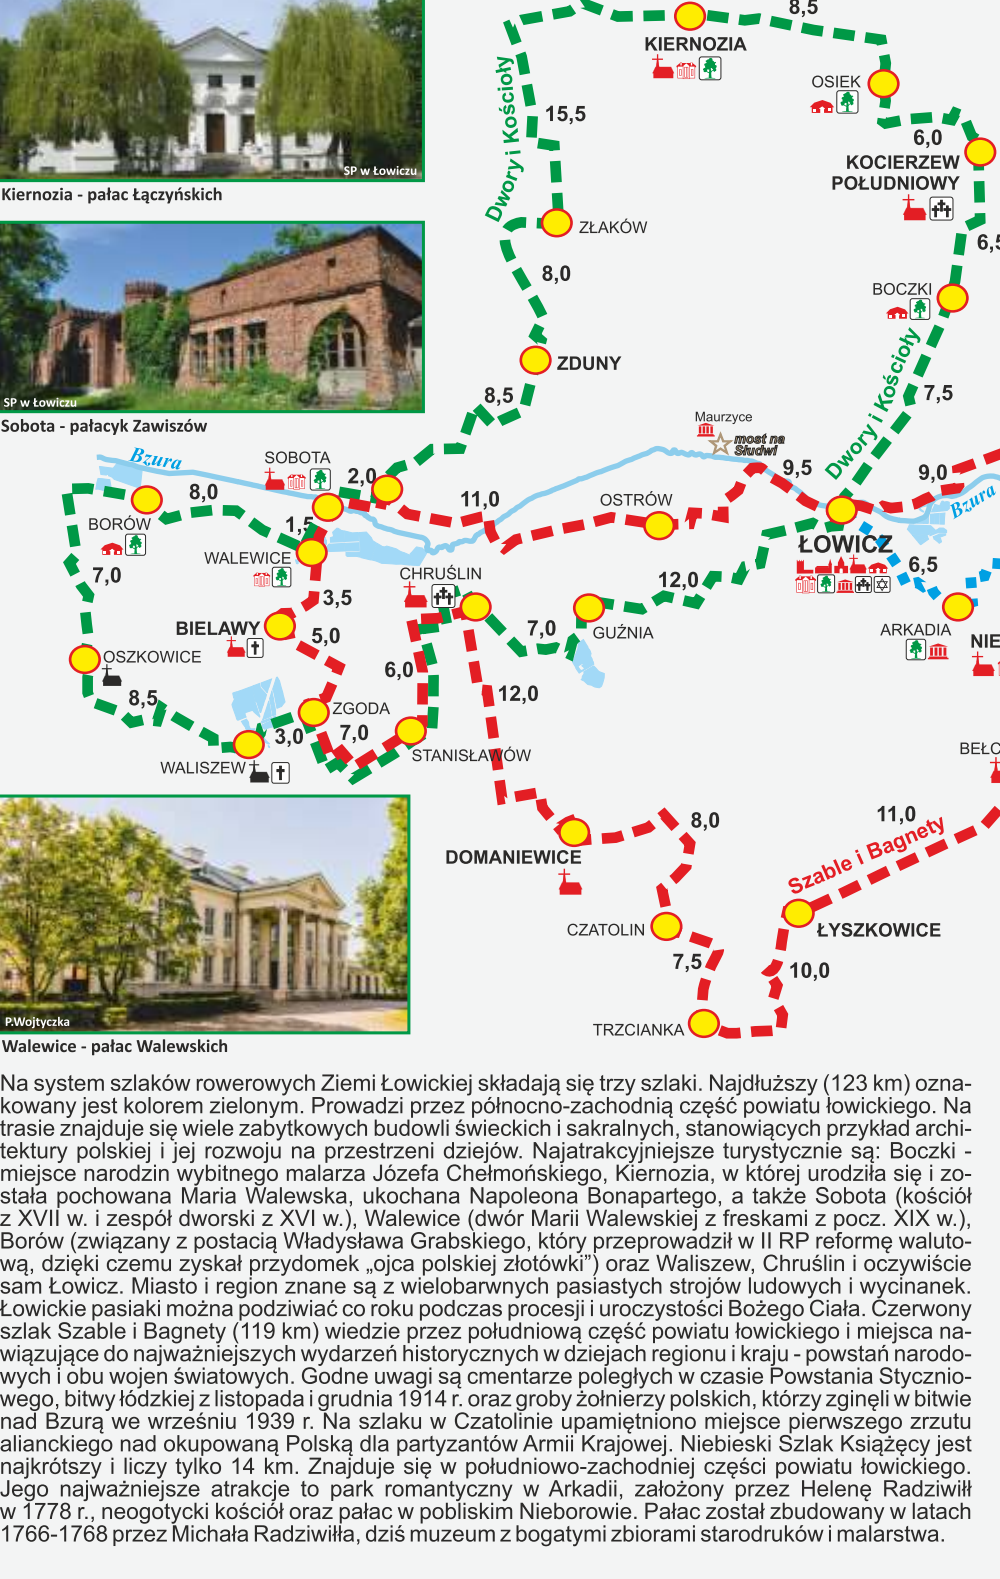 8,5
KIERNOZIA
OSIEK
Dwory i Kościoły
15,5
6,0
KOCIERZEW
POŁUDNIOWY
SP w Łowiczu
Kiernozia - pałac Łączyńskich
ZŁAKÓW
6,5
8,0
BOCZKI
ZDUNY
Dwory i Kościoły
7,5
8,5
SP w Łowiczu
Sobota - pałacyk Zawiszów
Maurzyce
most na
Słudwi
Bzura
SOBOTA
2,0
9,5
9,0
8,0
11,0
OSTRÓW
Bzura
BORÓW
1,5
WALEWICE
ŁOWICZ
7,0
CHRUŚLIN
12,0
6,5
3,5
BIELAWY
5,0
7,0
GUŹNIA
ARKADIA
NIE
OSZKOWICE
6,0
8,5
12,0
ZGODA
3,0
7,0
STANISŁAWÓW
BEŁC
WALISZEW
8,0
11,0
Szable i Bagnety
DOMANIEWICE
CZATOLIN
ŁYSZKOWICE
7,5
10,0
P.Wojtyczka
TRZCIANKA
Walewice - pałac Walewskich
Na system szlaków rowerowych Ziemi Łowickiej składają się trzy szlaki. Najdłuższy (123 km) ozna-
kowany jest kolorem zielonym. Prowadzi przez północno-zachodnią część powiatu łowickiego. Na
trasie znajduje się wiele zabytkowych budowli świeckich i sakralnych, stanowiących przykład archi-
tektury polskiej i jej rozwoju na przestrzeni dziejów. Najatrakcyjniejsze turystycznie są: Boczki -
miejsce narodzin wybitnego malarza Józefa Chełmońskiego, Kiernozia, w której urodziła się i zo-
stała pochowana Maria Walewska, ukochana Napoleona Bonapartego, a także Sobota (kościół
z XVII w. i zespół dworski z XVI w.), Walewice (dwór Marii Walewskiej z freskami z pocz. XIX w.),
Borów (związany z postacią Władysława Grabskiego, który przeprowadził w II RP reformę waluto-
wą, dzięki czemu zyskał przydomek „ojca polskiej złotówki”) oraz Waliszew, Chruślin i oczywiście
sam Łowicz. Miasto i region znane są z wielobarwnych pasiastych strojów ludowych i wycinanek.
Łowickie pasiaki można podziwiać co roku podczas procesji i uroczystości Bożego Ciała. Czerwony
szlak Szable i Bagnety (119 km) wiedzie przez południową część powiatu łowickiego i miejsca na-
wiązujące do najważniejszych wydarzeń historycznych w dziejach regionu i kraju - powstań narodo-
wych i obu wojen światowych. Godne uwagi są cmentarze poległych w czasie Powstania Stycznio-
wego, bitwy łódzkiej z listopada i grudnia 1914 r. oraz groby żołnierzy polskich, którzy zginęli w bitwie
nad Bzurą we wrześniu 1939 r. Na szlaku w Czatolinie upamiętniono miejsce pierwszego zrzutu
alianckiego nad okupowaną Polską dla partyzantów Armii Krajowej. Niebieski Szlak Książęcy jest
najkrótszy i liczy tylko 14 km. Znajduje się w południowo-zachodniej części powiatu łowickiego.
Jego najważniejsze atrakcje to park romantyczny w Arkadii, założony przez Helenę Radziwiłł
w 1778 r., neogotycki kościół oraz pałac w pobliskim Nieborowie. Pałac został zbudowany w latach
1766-1768 przez Michała Radziwiłła, dziś muzeum z bogatymi zbiorami starodruków i malarstwa.